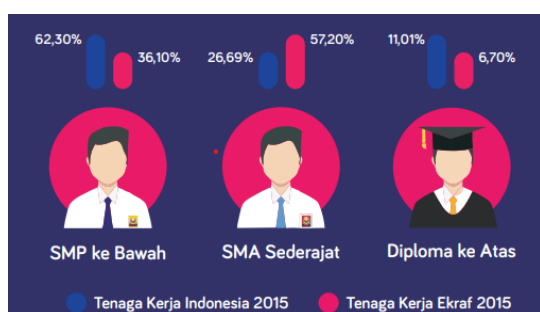 62,30%
36,10%
26,69%
57,20%
11,01%
6,70%
SMP ke Bawah
SMA Sederajat
Diploma ke Atas
Tenaga Kerja Indonesia 2015
Tenaga Kerja Ekraf 2015